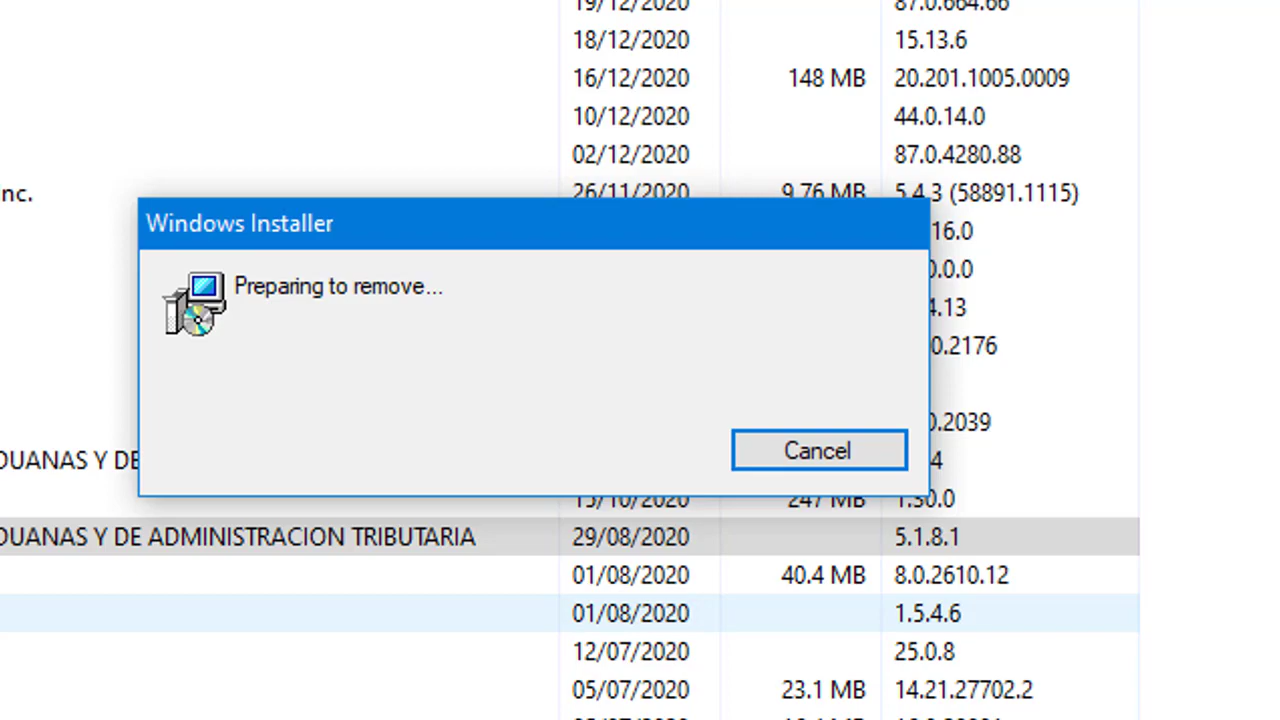 19/12/2020 87.0.664.66
18/12/2020 15.13.6
16/12/2020 148 MB 20.201.1005.0009
10/12/2020 44.0.14.0
02/12/2020 87.0.4280.88
nc. 26/11/2020 9.76 MB 5.4.3 (58891.1115)
Windows Installer
16.0
Preparing to remove...
0.0.0
4.13
0.2176
0.2039
Cancel
DUANAS Y DE 4
15/10/2020 247 MB 1.30.0
DUANAS Y DE ADMINISTRACION TRIBUTARIA 29/08/2020 5.1.8.1
01/08/2020 40.4 MB 8.0.2610.12
01/08/2020 1.5.4.6
12/07/2020 25.0.8
05/07/2020 23.1 MB 14.21.27702.2